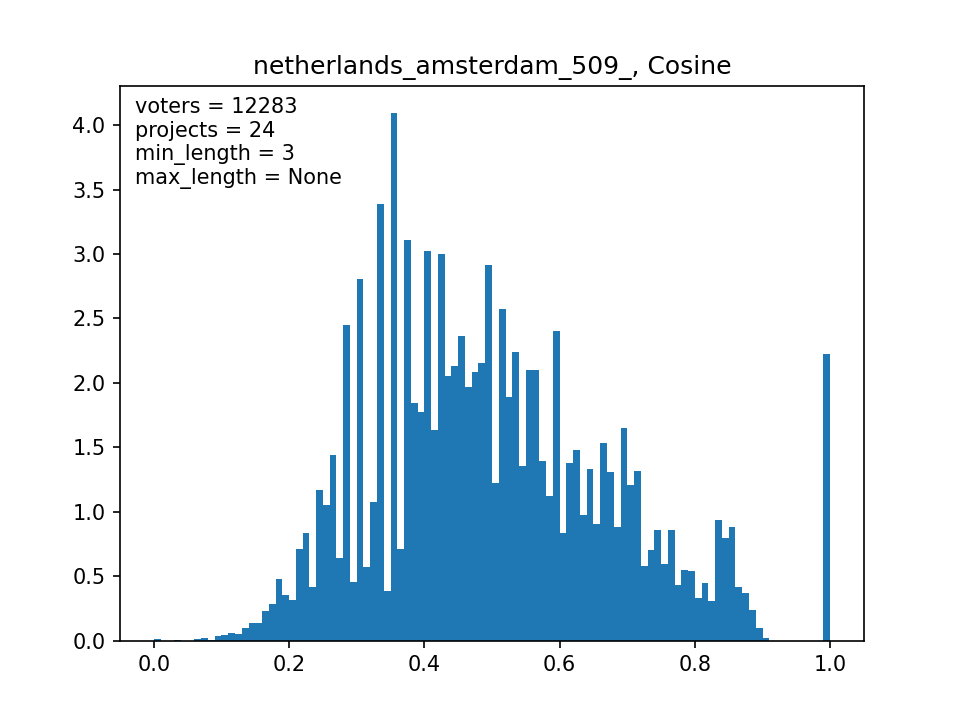 netherlands_amsterdam_509_, Cosine
voters = 12283
projects = 24
min_length = 3
max_length = None
4.0
3.5
3.0
2.5
2.0
1.5
1.0
0.5
0.0
0.0 0.2 0.4 0.6 0.8 1.0